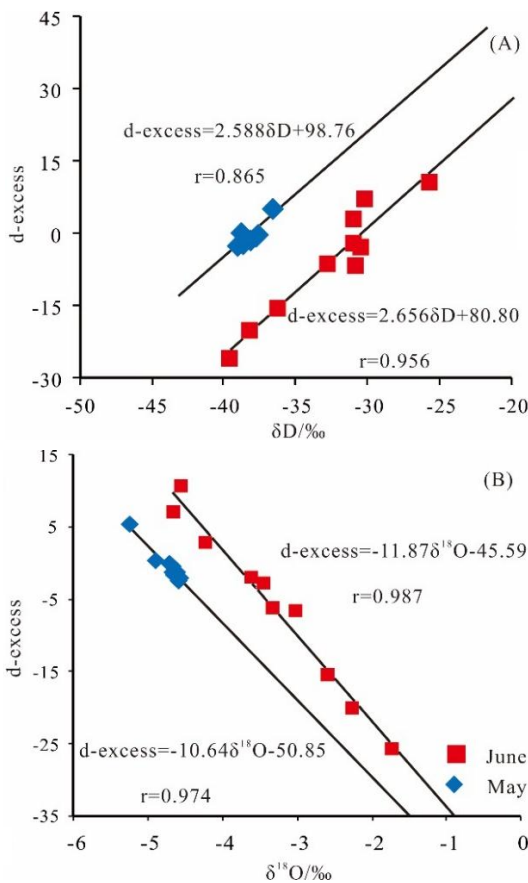 (A)
45
30
15
0
-15
-30
d-excess
d-excess=2.588δD+98.76
r=0.865
d-excess=2.656δD+80.80
r=0.956
-50 -45 -40 -35 -30 -25 -20
δD/‰
(B)
15
5
-5
-15
-25
-35
d-excess
d-excess=-11.87δ¹⁸O-45.59
r=0.987
d-excess=-10.64δ¹⁸O-50.85
r=0.974
June
May
-6 -5 -4 -3 -2 -1 0
δ¹⁸O/‰